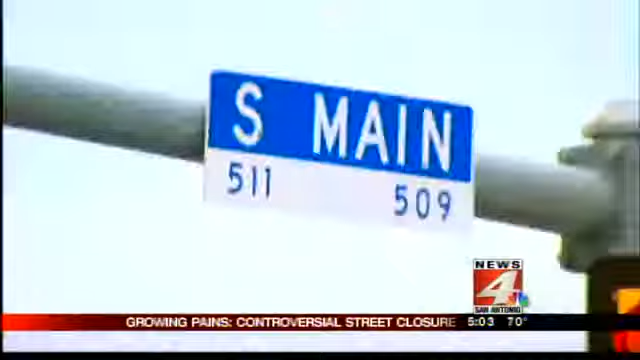 S MAIN
511 509
NEWS
4
SAN ANTONIO
GROWING PAINS: CONTROVERSIAL STREET CLOSURE 5:03 70°